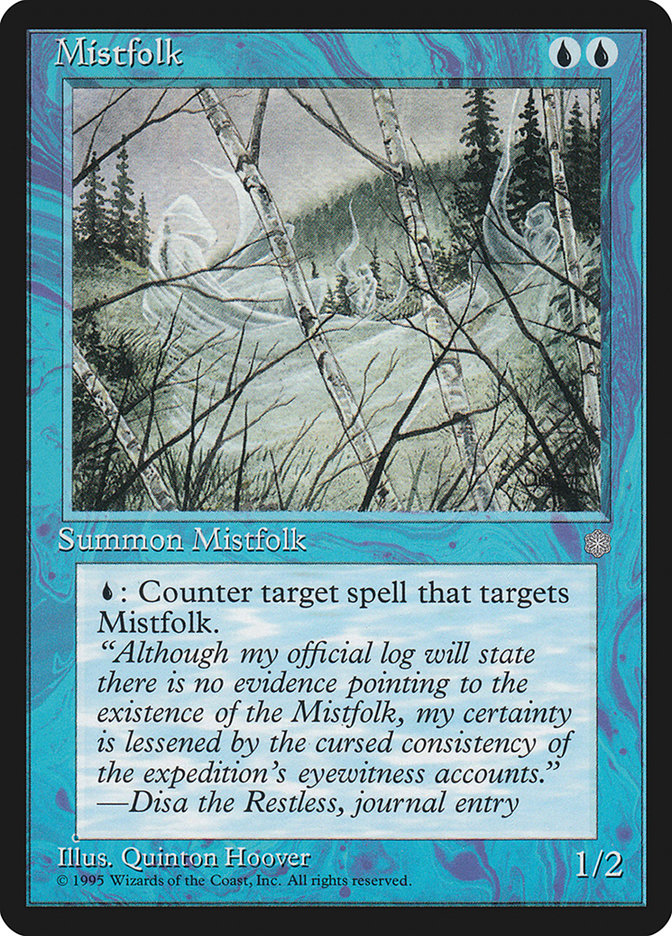 Mistfolk
Summon Mistfolk
: Counter target spell that targets
Mistfolk.
“Although my official log will state
there is no evidence pointing to the
existence of the Mistfolk, my certainty
is lessened by the cursed consistency of
the expedition’s eyewitness accounts.”
—Disa the Restless, journal entry
Illus. Quinton Hoover
1/2
© 1995 Wizards of the Coast, Inc. All rights reserved.